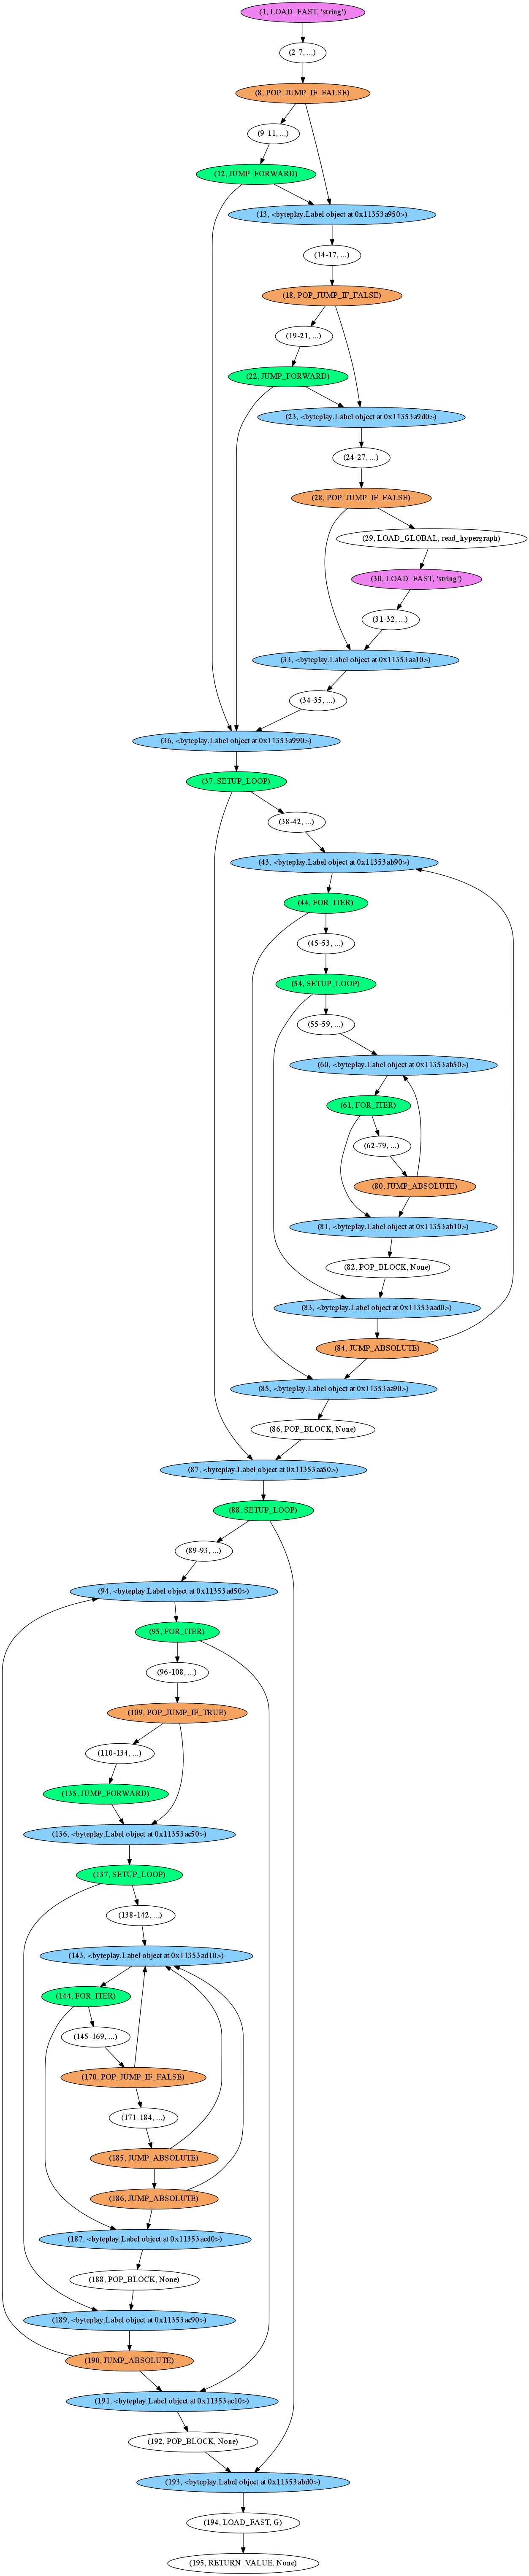 (1, LOAD_FAST, 'string')
(2-7, ...)
(8, POP_JUMP_IF_FALSE)
(9-11, ...)
(12, JUMP_FORWARD)
(13, <byteplay.Label object at 0x11353a950>)
(14-17, ...)
(18, POP_JUMP_IF_FALSE)
(19-21, ...)
(22, JUMP_FORWARD)
(23, <byteplay.Label object at 0x11353a9d0>)
(24-27, ...)
(28, POP_JUMP_IF_FALSE)
(29, LOAD_GLOBAL, read_hypergraph)
(30, LOAD_FAST, 'string')
(31-32, ...)
(33, <byteplay.Label object at 0x11353aa10>)
(34-35, ...)
(36, <byteplay.Label object at 0x11353a990>)
(37, SETUP_LOOP)
(38-42, ...)
(43, <byteplay.Label object at 0x11353ab90>)
(44, FOR_ITER)
(45-53, ...)
(54, SETUP_LOOP)
(55-59, ...)
(60, <byteplay.Label object at 0x11353ab50>)
(61, FOR_ITER)
(62-79, ...)
(80, JUMP_ABSOLUTE)
(81, <byteplay.Label object at 0x11353ab10>)
(82, POP_BLOCK, None)
(83, <byteplay.Label object at 0x11353aad0>)
(84, JUMP_ABSOLUTE)
(85, <byteplay.Label object at 0x11353aa90>)
(86, POP_BLOCK, None)
(87, <byteplay.Label object at 0x11353aa50>)
(88, SETUP_LOOP)
(89-93, ...)
(94, <byteplay.Label object at 0x11353ad50>)
(95, FOR_ITER)
(96-108, ...)
(109, POP_JUMP_IF_TRUE)
(110-134, ...)
(135, JUMP_FORWARD)
(136, <byteplay.Label object at 0x11353ac50>)
(137, SETUP_LOOP)
(138-142, ...)
(143, <byteplay.Label object at 0x11353ad10>)
(144, FOR_ITER)
(145-169, ...)
(170, POP_JUMP_IF_FALSE)
(171-184, ...)
(185, JUMP_ABSOLUTE)
(186, JUMP_ABSOLUTE)
(187, <byteplay.Label object at 0x11353acd0>)
(188, POP_BLOCK, None)
(189, <byteplay.Label object at 0x11353ac90>)
(190, JUMP_ABSOLUTE)
(191, <byteplay.Label object at 0x11353ac10>)
(192, POP_BLOCK, None)
(193, <byteplay.Label object at 0x11353abd0>)
(194, LOAD_FAST, G)
(195, RETURN_VALUE, None)